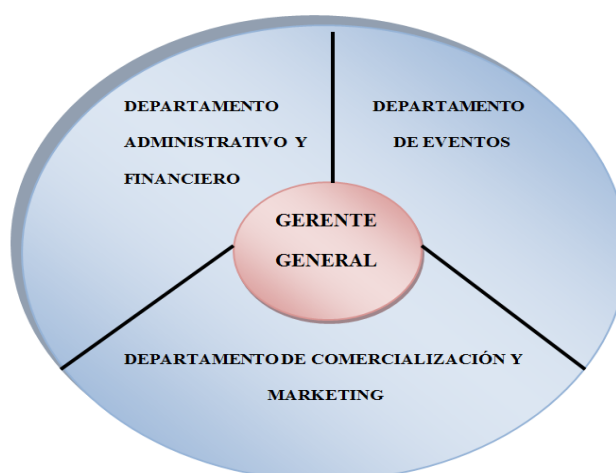 DEPARTAMENTO
ADMINISTRATIVO Y
FINANCIERO
DEPARTAMENTO
DE EVENTOS
GERENTE
GENERAL
DEPARTAMENTO DE COMERCIALIZACIÓN Y
MARKETING